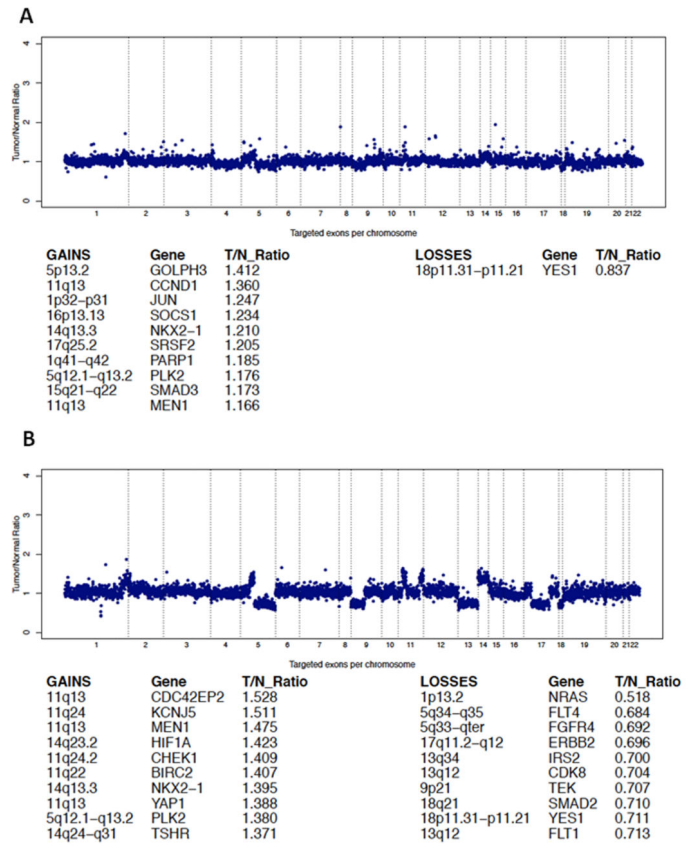 A
4
3
2
1
0
Tumor/Normal Ratio
1 2 3 4 5 6 7 8 9 10 11 12 13 14 15 16 17 18 19 20 2122
Targeted exons per chromosome
GAINS Gene T/N_Ratio LOSSES Gene T/N_Ratio
5p13.2 GOLPH3 1.412 18p11.31−p11.21 YES1 0.837
11q13 CCND1 1.360
1p32−p31 JUN 1.247
16p13.13 SOCS1 1.234
14q13.3 NKX2−1 1.210
17q25.2 SRSF2 1.205
1q41−q42 PARP1 1.185
5q12.1−q13.2 PLK2 1.176
15q21−q22 SMAD3 1.173
11q13 MEN1 1.166
B
4
3
2
1
0
Tumor/Normal Ratio
1 2 3 4 5 6 7 8 9 10 11 12 13 14 15 16 17 18 19 20 2122
Targeted exons per chromosome
GAINS Gene T/N_Ratio LOSSES Gene T/N_Ratio
11q13 CDC42EP2 1.528 1p13.2 NRAS 0.518
11q24 KCNJ5 1.511 5q34−q35 FLT4 0.684
11q13 MEN1 1.475 5q33−qter FGFR4 0.692
14q23.2 HIF1A 1.423 17q11.2−q12 ERBB2 0.696
11q24.2 CHEK1 1.409 13q34 IRS2 0.700
11q22 BIRC2 1.407 13q12 CDK8 0.704
14q13.3 NKX2−1 1.395 9p21 TEK 0.707
11q13 YAP1 1.388 18q21 SMAD2 0.710
5q12.1−q13.2 PLK2 1.380 18p11.31−p11.21 YES1 0.711
14q24−q31 TSHR 1.371 13q12 FLT1 0.713